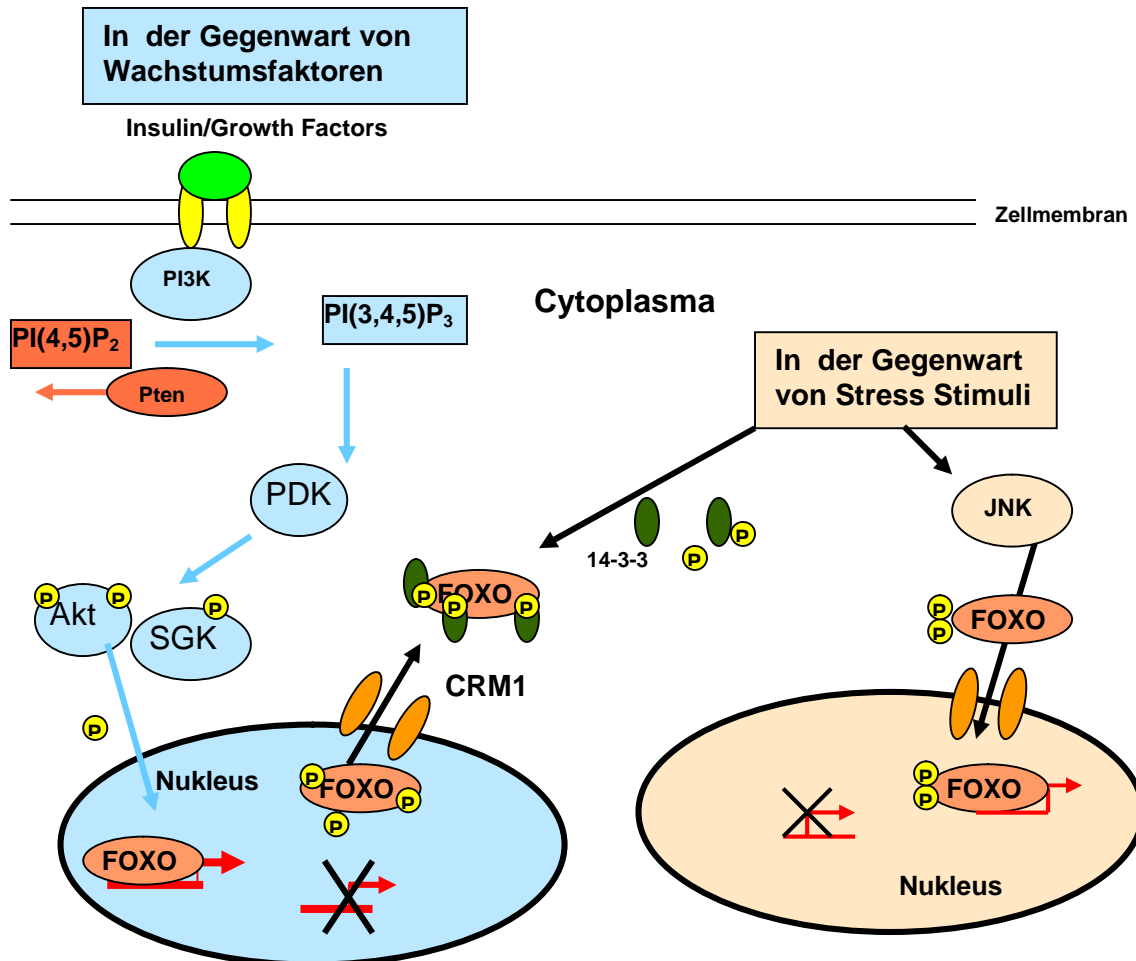 In der Gegenwart von
Wachstumsfaktoren
Insulin/Growth Factors
Zellmembran
PI3K
PI(4,5)P₂
PI(3,4,5)P₃
Cytoplasma
Pten
In der Gegenwart
von Stress Stimuli
PDK
JNK
14-3-3
P
P
P
P
P
Akt
SGK
FOXO
P
P
P
FOXO
P
P
CRM1
P
Nukleus
FOXO
P
P
P
FOXO
P
P
FOXO
Nukleus